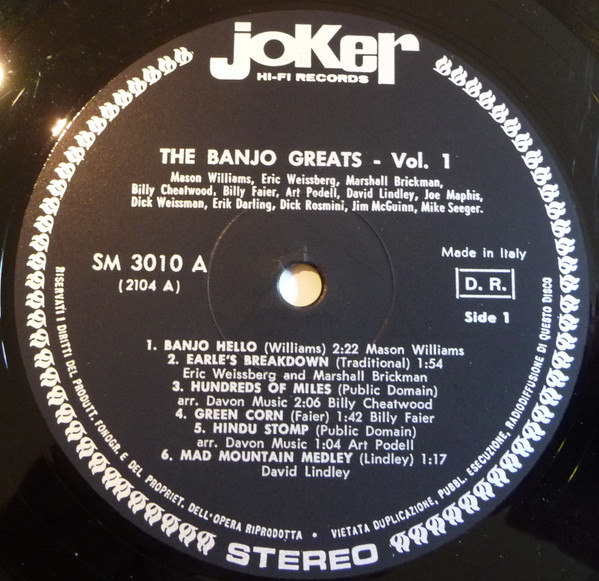 joker
HI-FI RECORDS
THE BANJO GREATS - Vol. 1
Mason Williams, Eric Weissberg, Marshall Brickman,
Billy Cheatwood, Billy Faier, Art Podell, David Lindley, Joe Maphis,
Dick Weissman, Erik Darling, Dick Rosmini, Jim McGuinn, Mike Seeger.
SM 3010 A
(2104 A)
Made in Italy
D. R.
Side 1
1. BANJO HELLO (Williams) 2:22 Mason Williams
2. EARLE'S BREAKDOWN (Traditional) 1:54
Eric Weissberg and Marshall Brickman
3. HUNDREDS OF MILES (Public Domain)
arr. Davon Music 2:06 Billy Cheatwood
4. GREEN CORN (Faier) 1:42 Billy Faier
5. HINDU STOMP (Public Domain)
arr. Davon Music 1:04 Art Podell
6. MAD MOUNTAIN MEDLEY (Lindley) 1:17
David Lindley
RISERVATI I DIRITTI DEL PRODUTT. FONOGR. E DEL PROPRIET. DELL'OPERA RIPRODOTTA • VIETATA DUPLICAZIONE, PUBBL. ESECUZIONE, RADIODIFFUSIONE DI QUESTO DISCO
STEREO